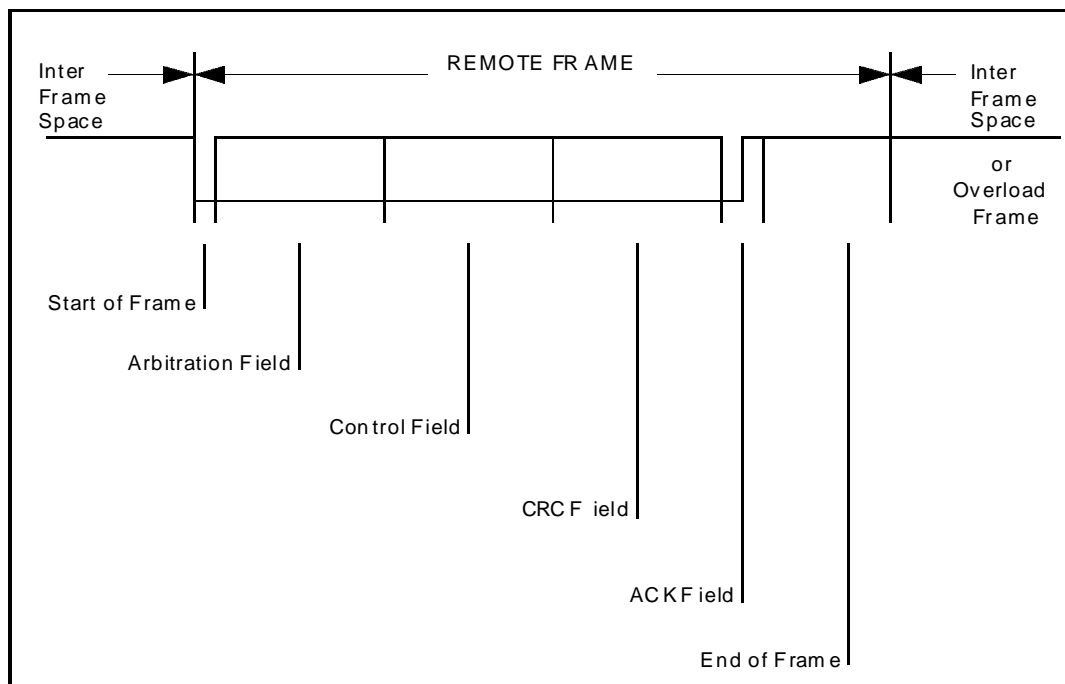 Inter
Frame
Space
REMOTE FRAME
Inter
Frame
Space
or
Overload
Frame
Start of Frame
Arbitration Field
Control Field
CRC Field
ACK Field
End of Frame